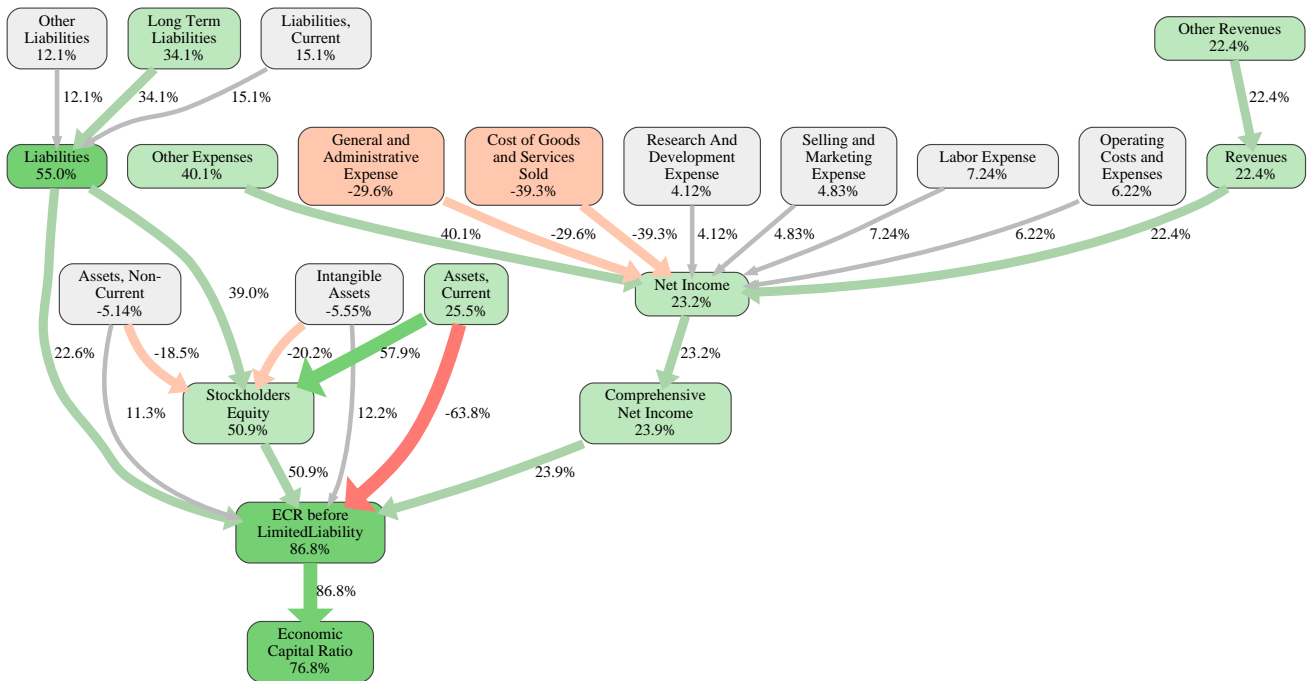 Other
Liabilities
12.1%
Long Term
Liabilities
34.1%
Liabilities,
Current
15.1%
Other Revenues
22.4%
12.1%
34.1%
15.1%
22.4%
Liabilities
55.0%
Other Expenses
40.1%
General and
Administrative
Expense
-29.6%
Cost of Goods
and Services
Sold
-39.3%
Research And
Development
Expense
4.12%
Selling and
Marketing
Expense
4.83%
Labor Expense
7.24%
Operating
Costs and
Expenses
6.22%
Revenues
22.4%
40.1%
-29.6%
-39.3%
4.12%
4.83%
7.24%
6.22%
22.4%
Assets, Non-
Current
-5.14%
Intangible
Assets
-5.55%
Assets,
Current
25.5%
Net Income
23.2%
39.0%
22.6%
-18.5%
-20.2%
57.9%
23.2%
Stockholders
Equity
50.9%
Comprehensive
Net Income
23.9%
11.3%
12.2%
-63.8%
50.9%
23.9%
ECR before
LimitedLiability
86.8%
86.8%
Economic
Capital Ratio
76.8%